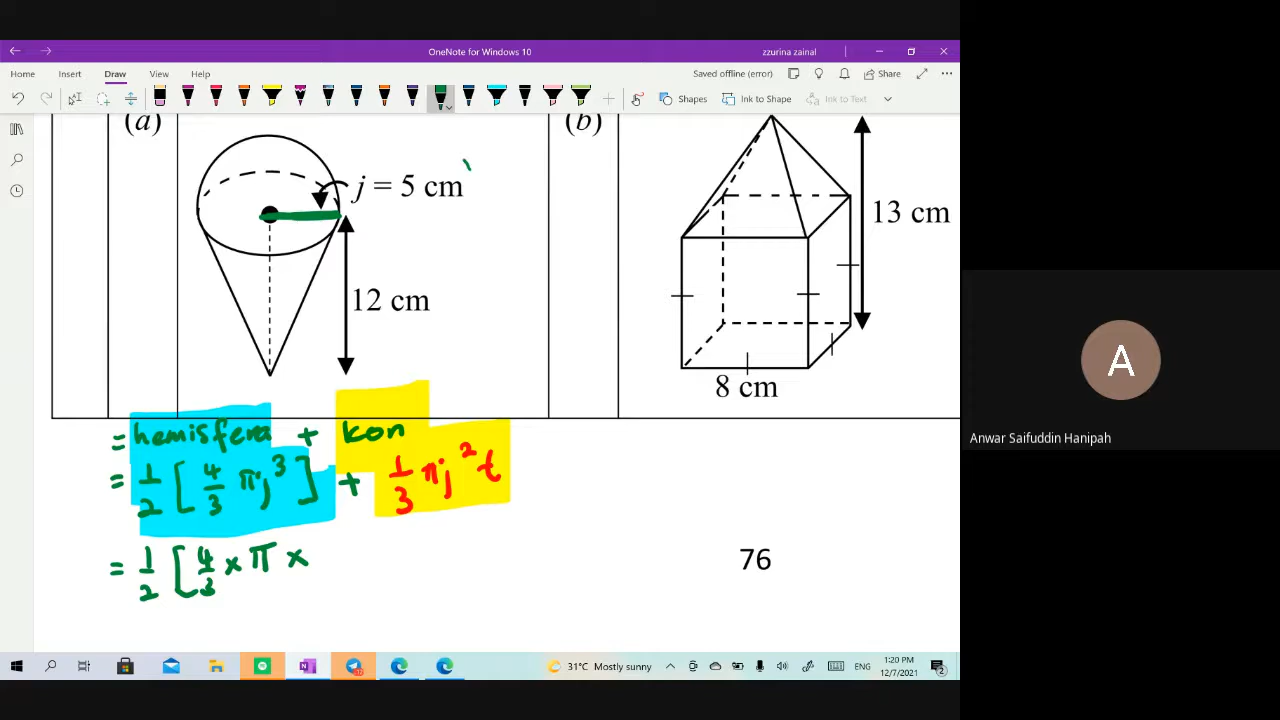 OneNote for Windows 10
zzurina zainal
Home Insert Draw View Help
Saved offline (error)
Share
Shapes
Ink to Shape
Ink to Text
(a)
j = 5 cm
12 cm
(b)
13 cm
8 cm
= hemisfera + kon
= 1/2 [ 4/3 πj³ ] + 1/3 πj² t
= 1/2 [ 4/3 × π ×
76
A
Anwar Saifuddin Hanipah
31°C Mostly sunny
ENG
1:20 PM
12/7/2021
2